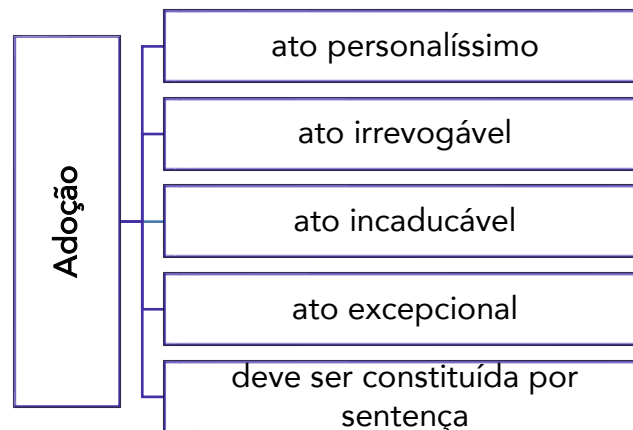 Adoção
ato personalíssimo
ato irrevogável
ato incaducável
ato excepcional
deve ser constituída por
sentença